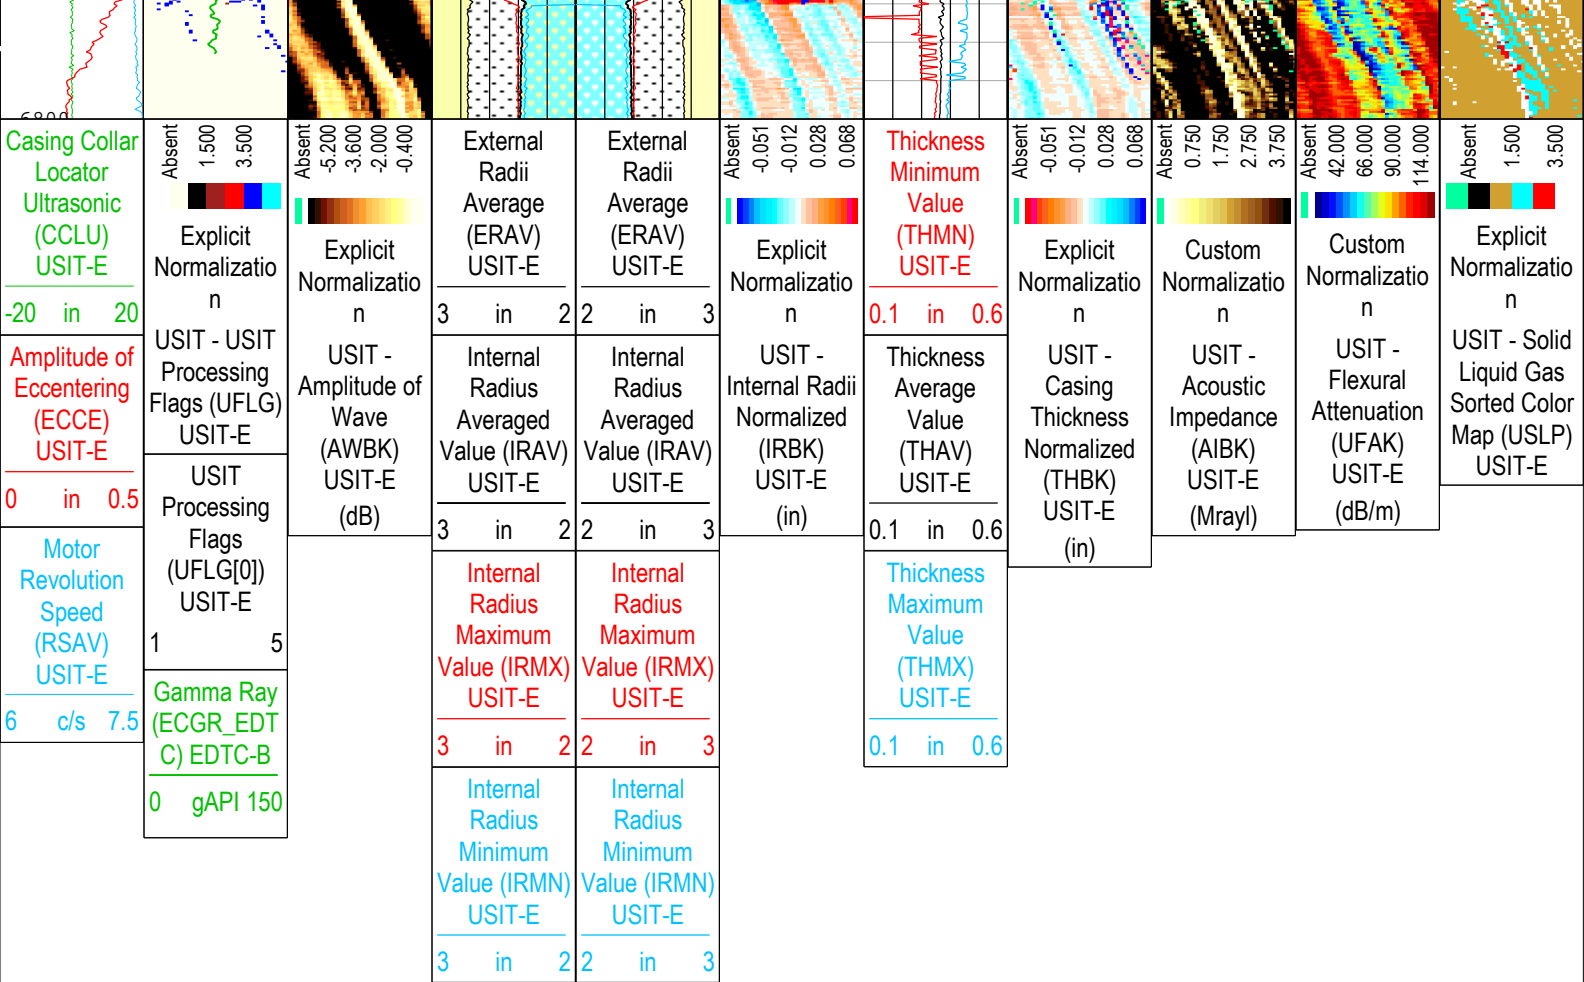 6800
Casing Collar
Locator
Ultrasonic
(CCLU)
USIT-E
-20 in 20
Amplitude of
Eccentering
(ECCE)
USIT-E
0 in 0.5
Motor
Revolution
Speed
(RSAV)
USIT-E
6 c/s 7.5
Absent
1.500
3.500
Explicit
Normalizatio
n
USIT - USIT
Processing
Flags (UFLG)
USIT-E
USIT
Processing
Flags
(UFLG[0])
USIT-E
1 5
Gamma Ray
(ECGR_EDT
C) EDTC-B
0 gAPI 150
Absent
-5.200
-3.600
-2.000
-0.400
Explicit
Normalizatio
n
USIT -
Amplitude of
Wave
(AWBK)
USIT-E
(dB)
External
Radii
Average
(ERAV)
USIT-E
3 in 2
Internal
Radius
Averaged
Value (IRAV)
USIT-E
3 in 2
Internal
Radius
Maximum
Value (IRMX)
USIT-E
3 in 2
Internal
Radius
Minimum
Value (IRMN)
USIT-E
3 in 2
External
Radii
Average
(ERAV)
USIT-E
2 in 3
Internal
Radius
Averaged
Value (IRAV)
USIT-E
2 in 3
Internal
Radius
Maximum
Value (IRMX)
USIT-E
2 in 3
Internal
Radius
Minimum
Value (IRMN)
USIT-E
2 in 3
Absent
-0.051
-0.012
0.028
0.068
Explicit
Normalizatio
n
USIT -
Internal Radii
Normalized
(IRBK)
USIT-E
(in)
Thickness
Minimum
Value
(THMN)
USIT-E
0.1 in 0.6
Thickness
Average
Value
(THAV)
USIT-E
0.1 in 0.6
Thickness
Maximum
Value
(THMX)
USIT-E
0.1 in 0.6
Absent
-0.051
-0.012
0.028
0.068
Explicit
Normalizatio
n
USIT -
Casing
Thickness
Normalized
(THBK)
USIT-E
(in)
Absent
0.750
1.750
2.750
3.750
Custom
Normalizatio
n
USIT -
Acoustic
Impedance
(AIBK)
USIT-E
(Mrayl)
Absent
42.000
66.000
90.000
114.000
Custom
Normalizatio
n
USIT -
Flexural
Attenuation
(UFAK)
USIT-E
(dB/m)
Absent
1.500
3.500
Explicit
Normalizatio
n
USIT - Solid
Liquid Gas
Sorted Color
Map (USLP)
USIT-E